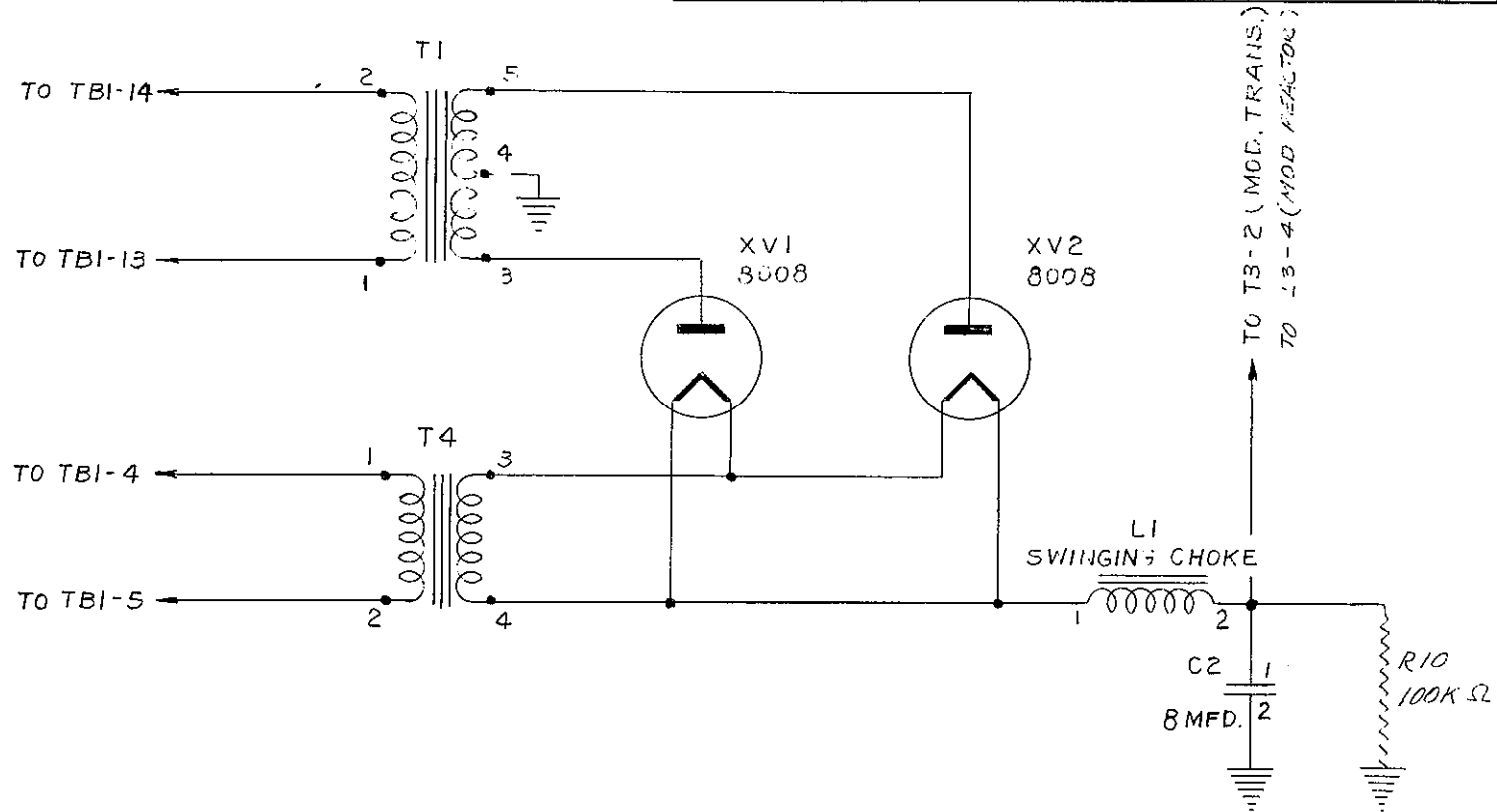 T1
TO TB1-14
2
5
4
TO TB1-13
1
3
XV1
8008
XV2
8008
TO T3-2 (MOD. TRANS.)
TO L3-4 (MOD REACTOR)
T4
TO TB1-4
1
3
TO TB1-5
2
4
L1
SWINGING CHOKE
1
2
C2
1
8 MFD.
2
R10
100K Ω